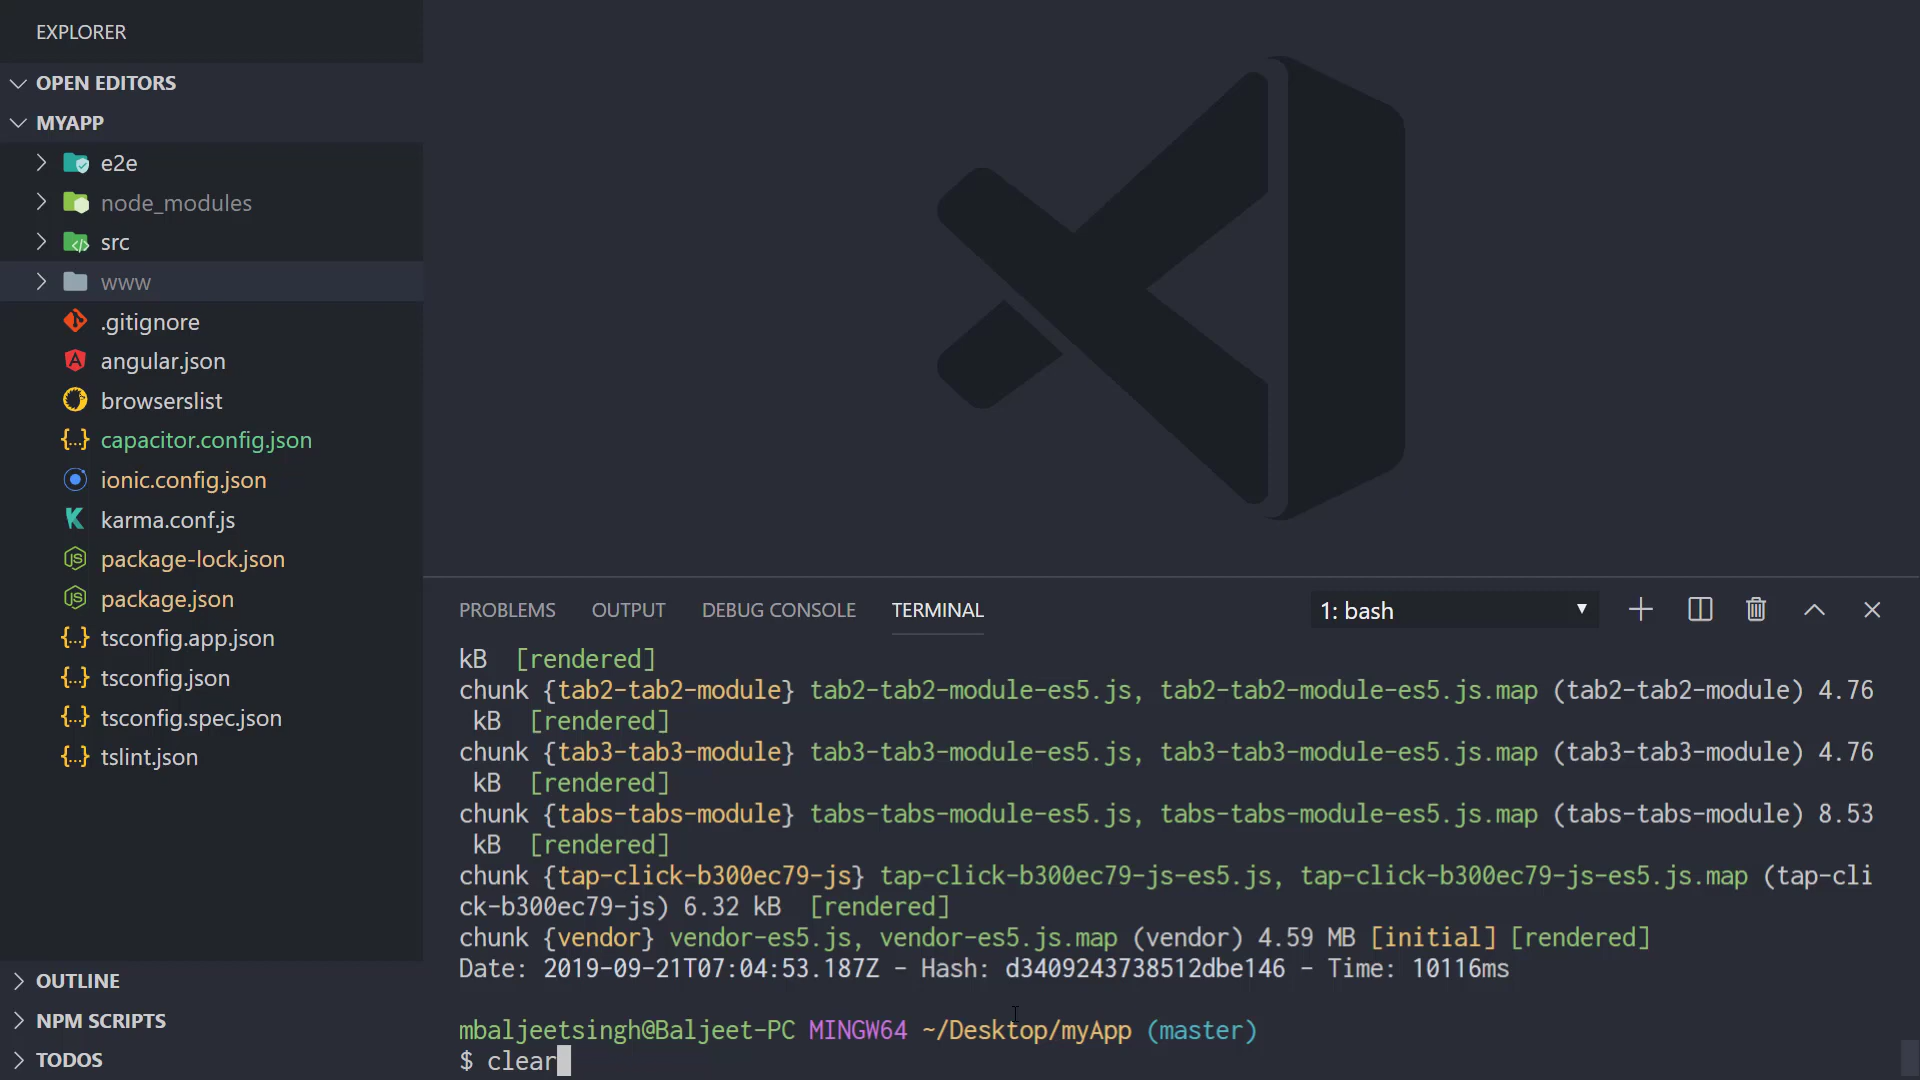 EXPLORER
OPEN EDITORS
MYAPP
e2e
node_modules
src
www
.gitignore
angular.json
browserslist
capacitor.config.json
ionic.config.json
karma.conf.js
package-lock.json
package.json
tsconfig.app.json
tsconfig.json
tsconfig.spec.json
tslint.json
OUTLINE
NPM SCRIPTS
TODOS
PROBLEMS OUTPUT DEBUG CONSOLE TERMINAL 1: bash
kB  [rendered]
chunk {tab2-tab2-module} tab2-tab2-module-es5.js, tab2-tab2-module-es5.js.map (tab2-tab2-module) 4.76
kB  [rendered]
chunk {tab3-tab3-module} tab3-tab3-module-es5.js, tab3-tab3-module-es5.js.map (tab3-tab3-module) 4.76
kB  [rendered]
chunk {tabs-tabs-module} tabs-tabs-module-es5.js, tabs-tabs-module-es5.js.map (tabs-tabs-module) 8.53
kB  [rendered]
chunk {tap-click-b300ec79-js} tap-click-b300ec79-js-es5.js, tap-click-b300ec79-js-es5.js.map (tap-cli
ck-b300ec79-js) 6.32 kB  [rendered]
chunk {vendor} vendor-es5.js, vendor-es5.js.map (vendor) 4.59 MB [initial] [rendered]
Date: 2019-09-21T07:04:53.187Z - Hash: d3409243738512dbe146 - Time: 10116ms
mbaljeetsingh@Baljeet-PC MINGW64 ~/Desktop/myApp (master)
$ clear